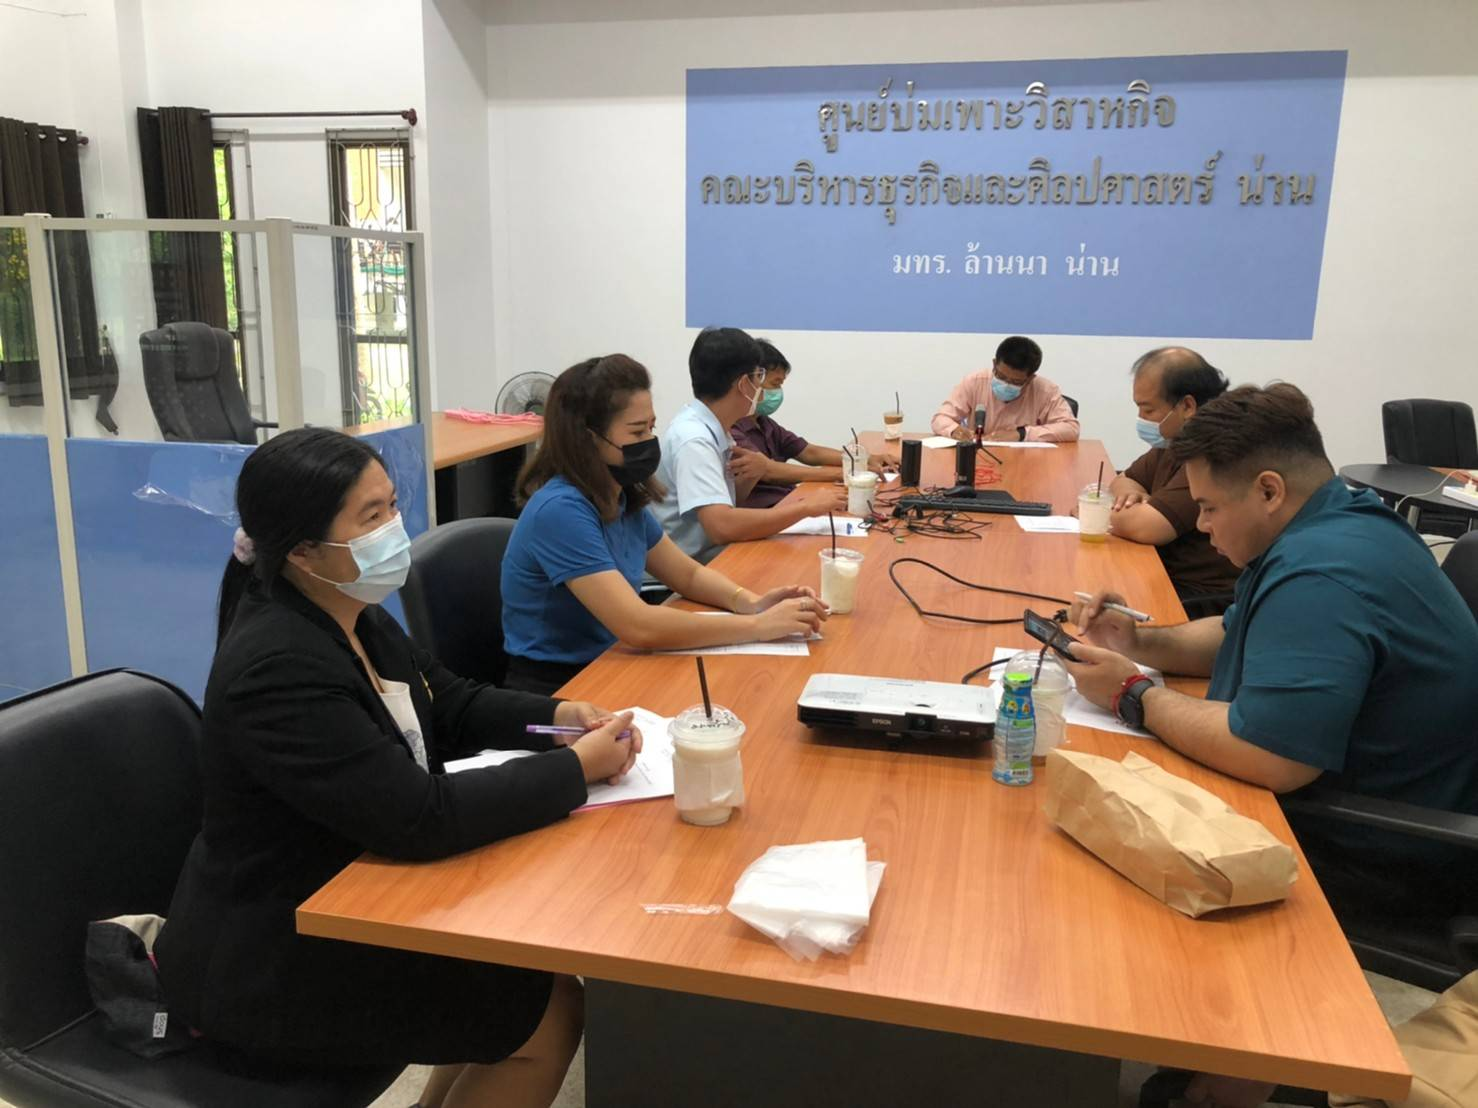 ศูนย์บ่มเพาะวิสาหกิจ
คณะบริหารธุรกิจและศิลปศาสตร์ น่าน
มทร. ล้านนา น่าน
EPSON